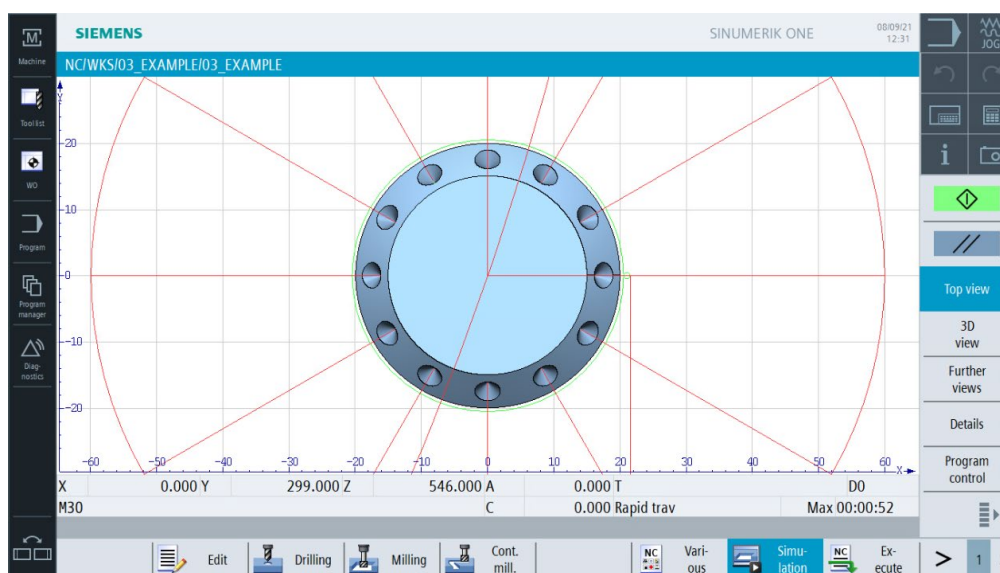 SIEMENS
SINUMERIK ONE
08/09/21
12:31
M
Machine
JOG
NC/WKS/03_EXAMPLE/03_EXAMPLE
Tool list
WO
Program
Program
manager
Diag-
nostics
Y
20
10
0
-10
-20
-60 -50 -40 -30 -20 -10 0 10 20 30 40 50 60 X
X 0.000 Y 299.000 Z 546.000 A 0.000 T D0
M30 C 0.000 Rapid trav Max 00:00:52
i
Top view
3D
view
Further
views
Details
Program
control
Edit
Drilling
Milling
Cont.
mill.
NC
Vari-
ous
Simu-
lation
NC
Ex-
ecute
>
1